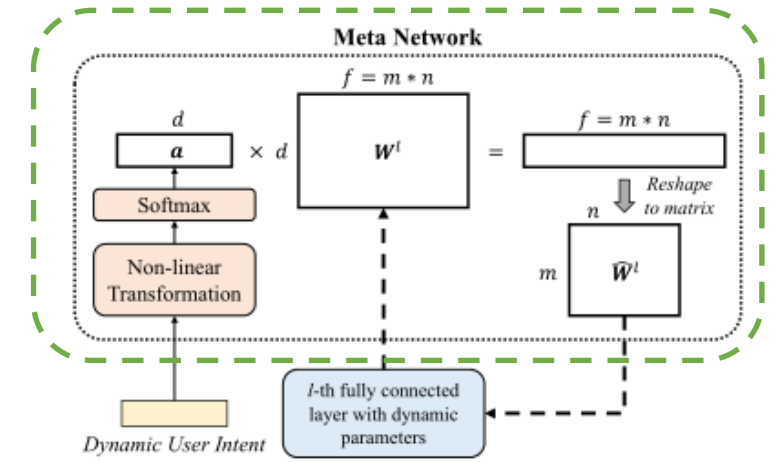 Meta Network
f = m * n
d
f = m * n
a
× d
W^l
=
Softmax
Reshape
to matrix
n
Non-linear
Transformation
m
Ŵ^l
l-th fully connected
layer with dynamic
parameters
Dynamic User Intent